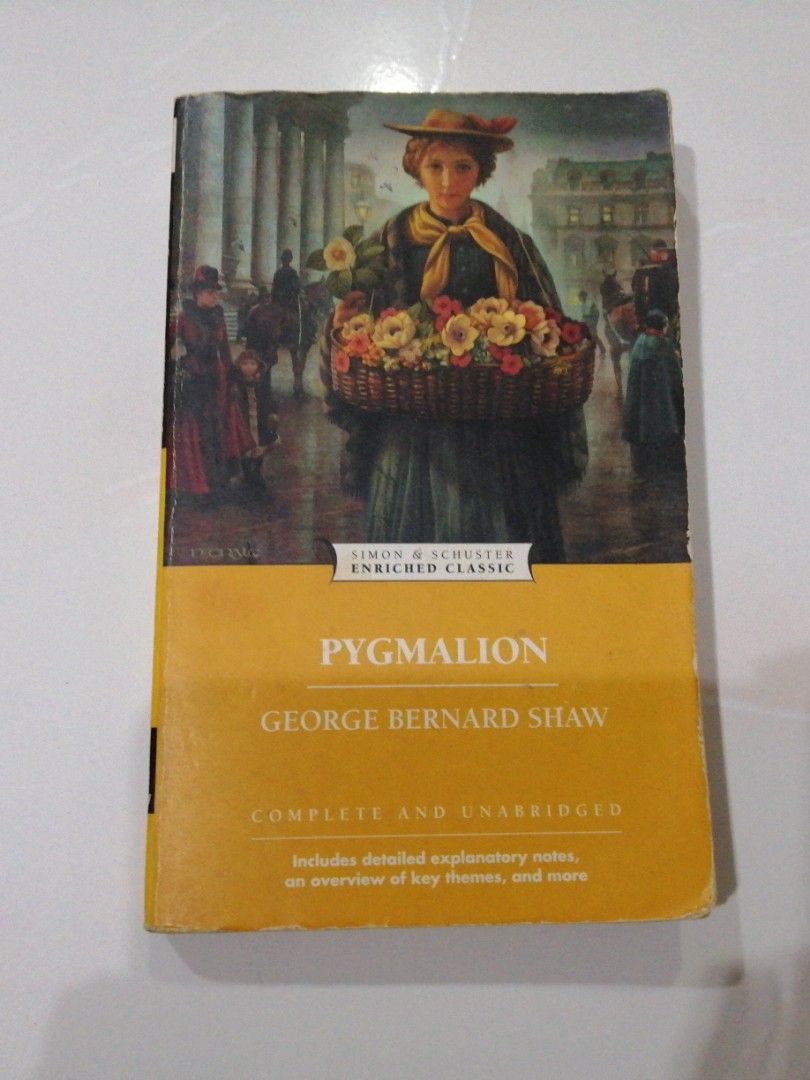 SIMON & SCHUSTER
ENRICHED CLASSIC
PYGMALION
GEORGE BERNARD SHAW
COMPLETE AND UNABRIDGED
Includes detailed explanatory notes,
an overview of key themes, and more